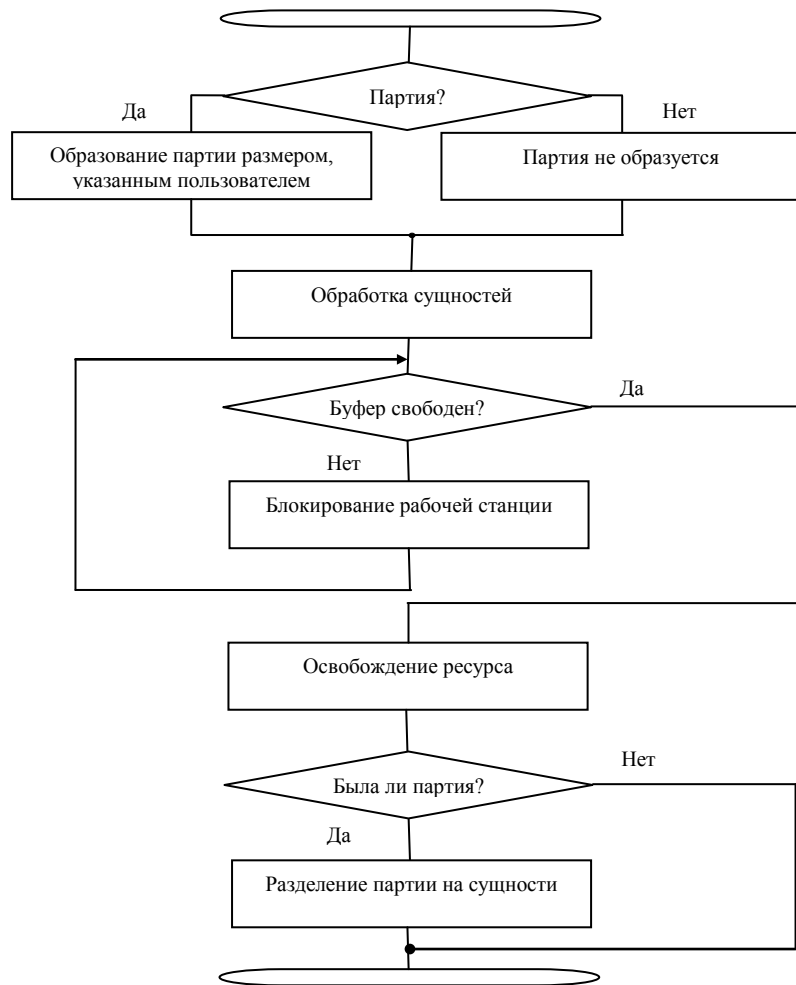 Партия?
Да
Нет
Образование партии размером,
указанным пользователем
Партия не образуется
Обработка сущностей
Да
Буфер свободен?
Нет
Блокирование рабочей станции
Освобождение ресурса
Нет
Была ли партия?
Да
Разделение партии на сущности